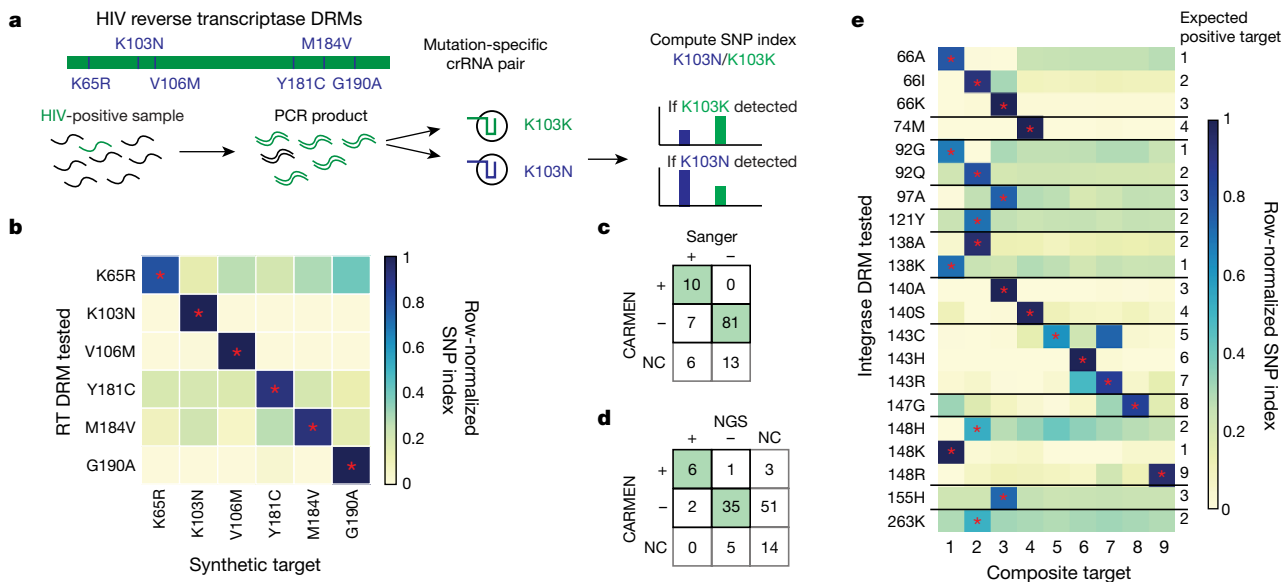 a
HIV reverse transcriptase DRMs
K103N
M184V
K65R
V106M
Y181C
G190A
HIV-positive sample
PCR product
Mutation-specific
crRNA pair
K103K
K103N
Compute SNP index
K103N/K103K
If K103K detected
If K103N detected
b
RT DRM tested
K65R
K103N
V106M
Y181C
M184V
G190A
*
*
*
*
*
*
K65R
K103N
V106M
Y181C
M184V
G190A
Synthetic target
1
0.8
0.6
0.4
0.2
0
Row-normalized
SNP index
c
Sanger
+ −
CARMEN
+ 10 0
− 7 81
NC 6 13
d
NGS
+ − NC
CARMEN
+ 6 1 3
− 2 35 51
NC 0 5 14
e
Expected
positive target
Integrase DRM tested
66A * 1
66I * 2
66K * 3
74M * 4
92G * 1
92Q * 2
97A * 3
121Y * 2
138A * 2
138K * 1
140A * 3
140S * 4
143C * 5
143H * 6
143R * 7
147G * 8
148H * 2
148K * 1
148R * 9
155H * 3
263K * 2
1 2 3 4 5 6 7 8 9
Composite target
1
0.8
0.6
0.4
0.2
0
Row-normalized SNP index